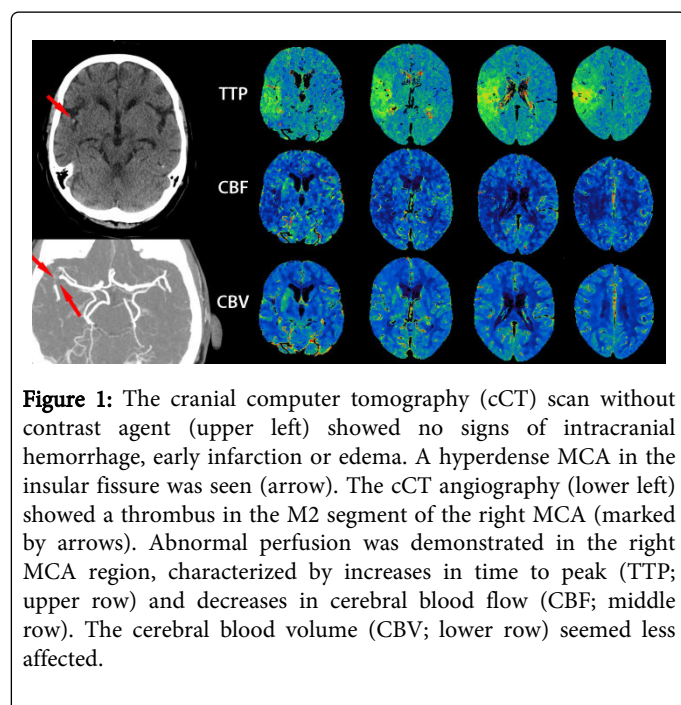 TTP
CBF
CBV
Figure 1: The cranial computer tomography (cCT) scan without
contrast agent (upper left) showed no signs of intracranial
hemorrhage, early infarction or edema. A hyperdense MCA in the
insular fissure was seen (arrow). The cCT angiography (lower left)
showed a thrombus in the M2 segment of the right MCA (marked
by arrows). Abnormal perfusion was demonstrated in the right
MCA region, characterized by increases in time to peak (TTP;
upper row) and decreases in cerebral blood flow (CBF; middle
row). The cerebral blood volume (CBV; lower row) seemed less
affected.